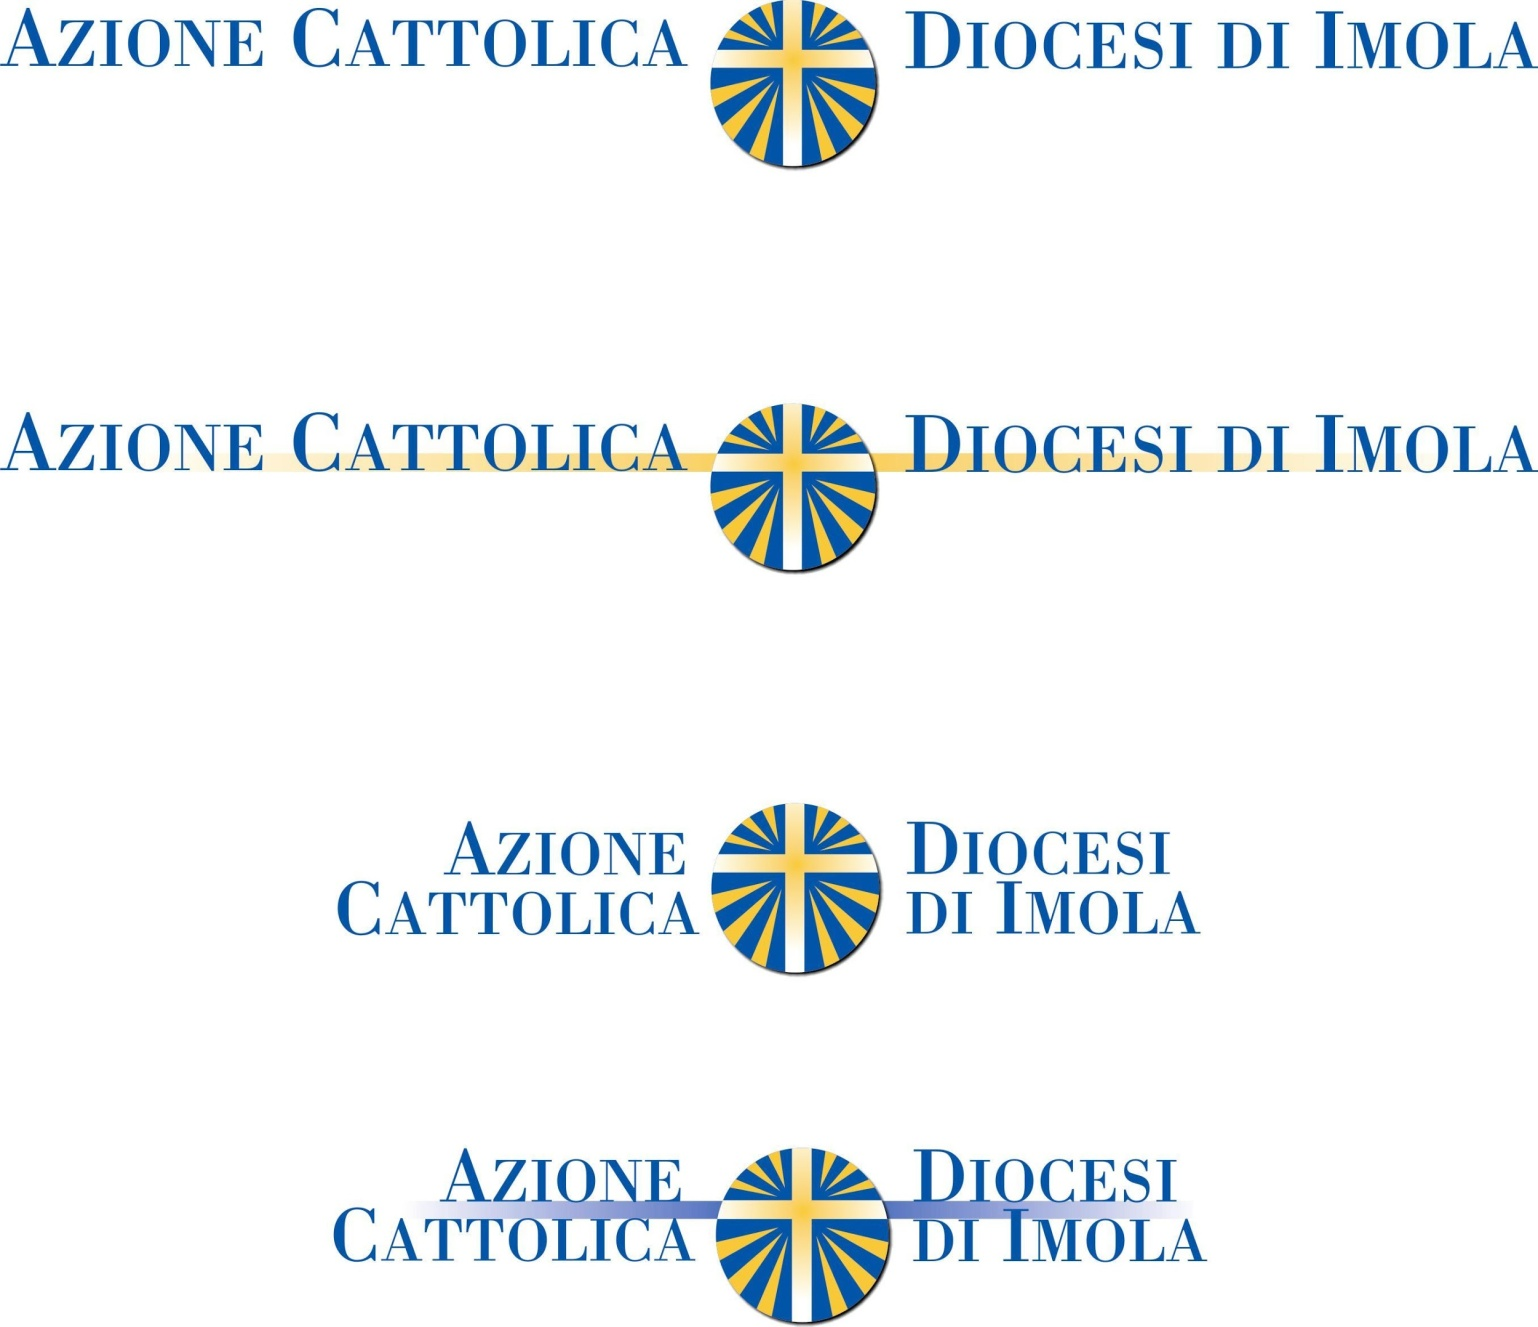 AZIONE CATTOLICA DIOCESI DI IMOLA
AZIONE CATTOLICA DIOCESI DI IMOLA
AZIONE
CATTOLICA
DIOCESI
DI IMOLA
AZIONE
CATTOLICA
DIOCESI
DI IMOLA